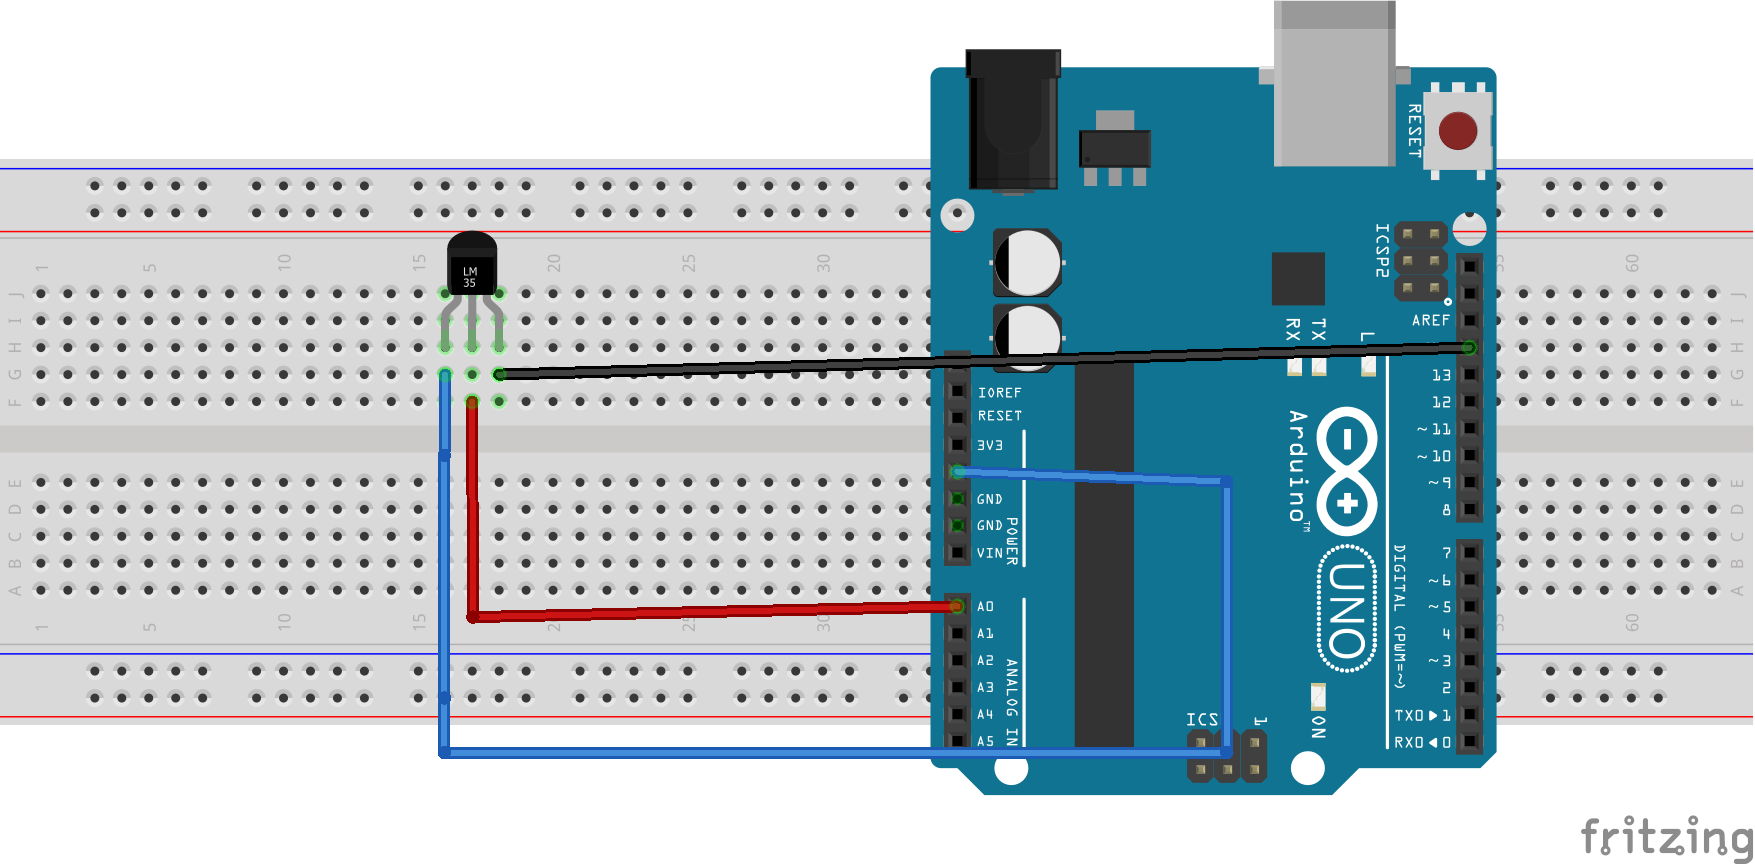 RESET
ICSP2
1 5 10 15 20 25 30 55 60
J J
I I
H H
G G
F F
E E
D D
C C
B B
A A
1 5 10 15 20 25 30 55 60
LM
35
RX
TX
L
AREF
13
12
~11
~10
~9
8
7
~6
~5
4
~3
2
TX0▶1
RX0◀0
IOREF
RESET
3V3
GND
GND
VIN
POWER
A0
A1
A2
A3
A4
A5
ANALOG IN
Arduino™
UNO
DIGITAL (PWM=~)
ICS
1
ON
fritzing